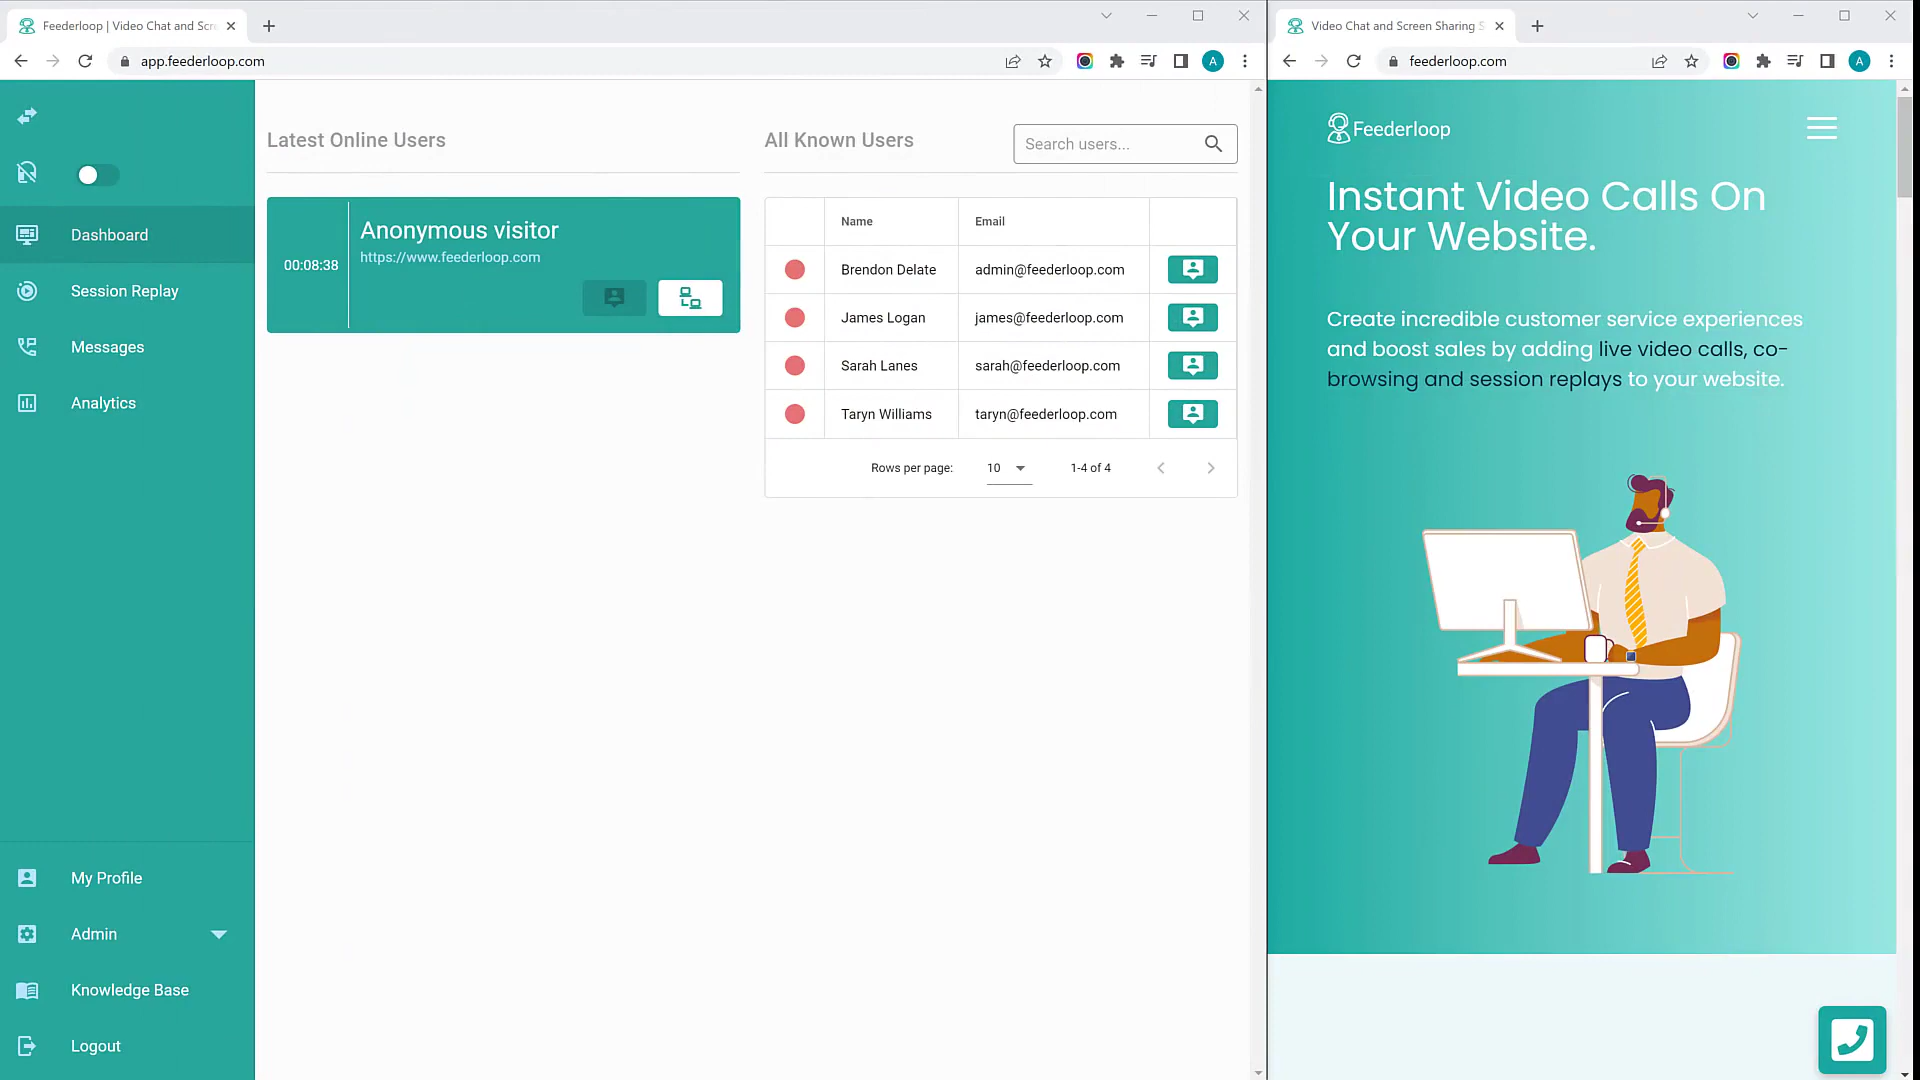 Feederloop | Video Chat and Scre
app.feederloop.com
A
Dashboard
Session Replay
Messages
Analytics
My Profile
Admin
Knowledge Base
Logout
Latest Online Users
00:08:38
Anonymous visitor
https://www.feederloop.com
All Known Users
Search users...
Name Email
Brendon Delate admin@feederloop.com
James Logan james@feederloop.com
Sarah Lanes sarah@feederloop.com
Taryn Williams taryn@feederloop.com
Rows per page: 10 1-4 of 4
Video Chat and Screen Sharing S
feederloop.com
A
Feederloop
Instant Video Calls On
Your Website.
Create incredible customer service experiences
and boost sales by adding live video calls, co-
browsing and session replays to your website.